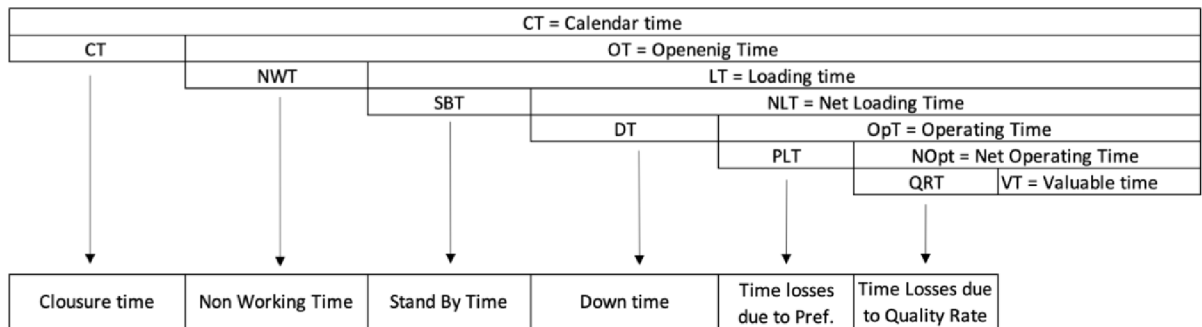 CT = Calendar time
CT OT = Openenig Time
NWT LT = Loading time
SBT NLT = Net Loading Time
DT OpT = Operating Time
PLT NOpt = Net Operating Time
QRT VT = Valuable time
Clousure time
Non Working Time
Stand By Time
Down time
Time losses
due to Pref.
Time Losses due
to Quality Rate